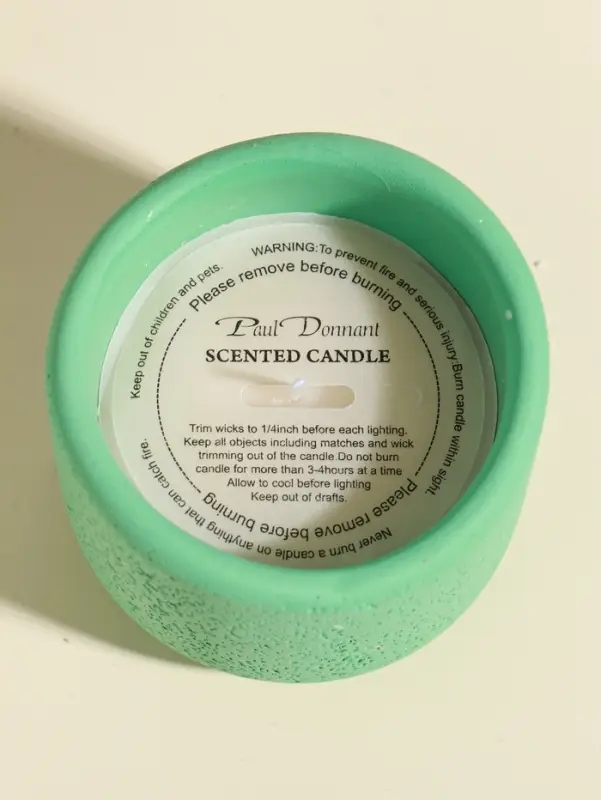 WARNING:To prevent fire and serious injury:Burn candle within sight.
Never burn a candle on anything that can catch fire.
Keep out of children and pets.
Please remove before burning
Paul Donnant
SCENTED CANDLE
Trim wicks to 1/4inch before each lighting.
Keep all objects including matches and wick
trimming out of the candle.Do not burn
candle for more than 3-4hours at a time
Allow to cool before lighting
Keep out of drafts.
Please remove before burning